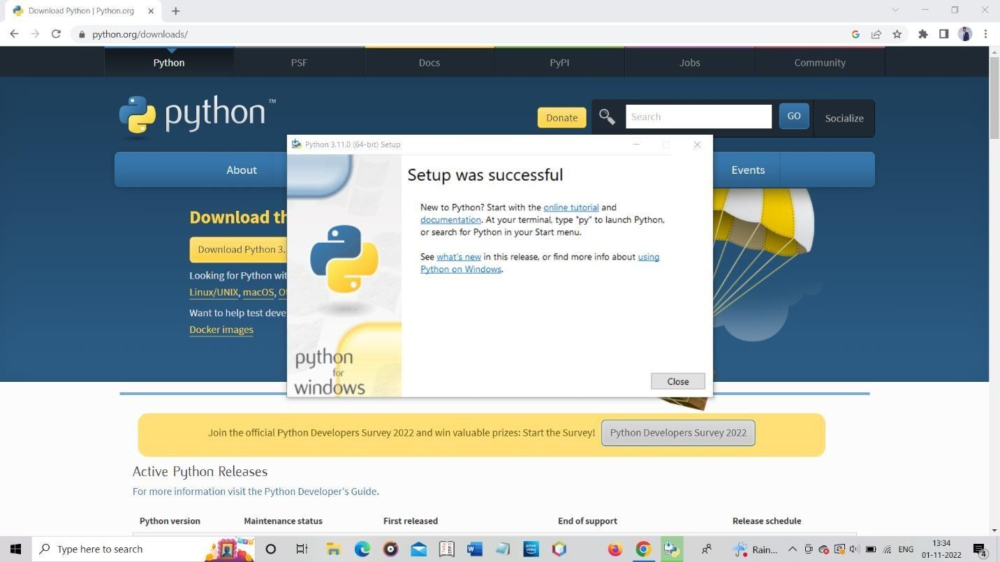 Download Python | Python.org
python.org/downloads/
Python
PSF
Docs
PyPI
Jobs
Community
python™
Donate
Search
GO
Socialize
About
Events
Download th
Download Python 3.
Looking for Python wit
Linux/UNIX, macOS, Ot
Want to help test deve
Docker images
Python 3.11.0 (64-bit) Setup
Setup was successful
New to Python? Start with the online tutorial and
documentation. At your terminal, type "py" to launch Python,
or search for Python in your Start menu.
See what's new in this release, or find more info about using
Python on Windows.
python
for
windows
Close
Join the official Python Developers Survey 2022 and win valuable prizes: Start the Survey!
Python Developers Survey 2022
Active Python Releases
For more information visit the Python Developer's Guide.
Python version
Maintenance status
First released
End of support
Release schedule
Type here to search
Rain...
ENG
13:34
01-11-2022
4